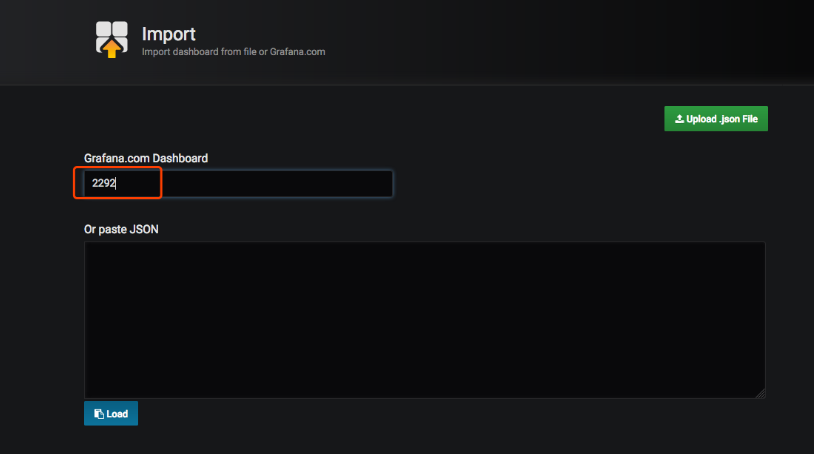 Import
Import dashboard from file or Grafana.com
Upload .json File
Grafana.com Dashboard
2292
Or paste JSON
Load